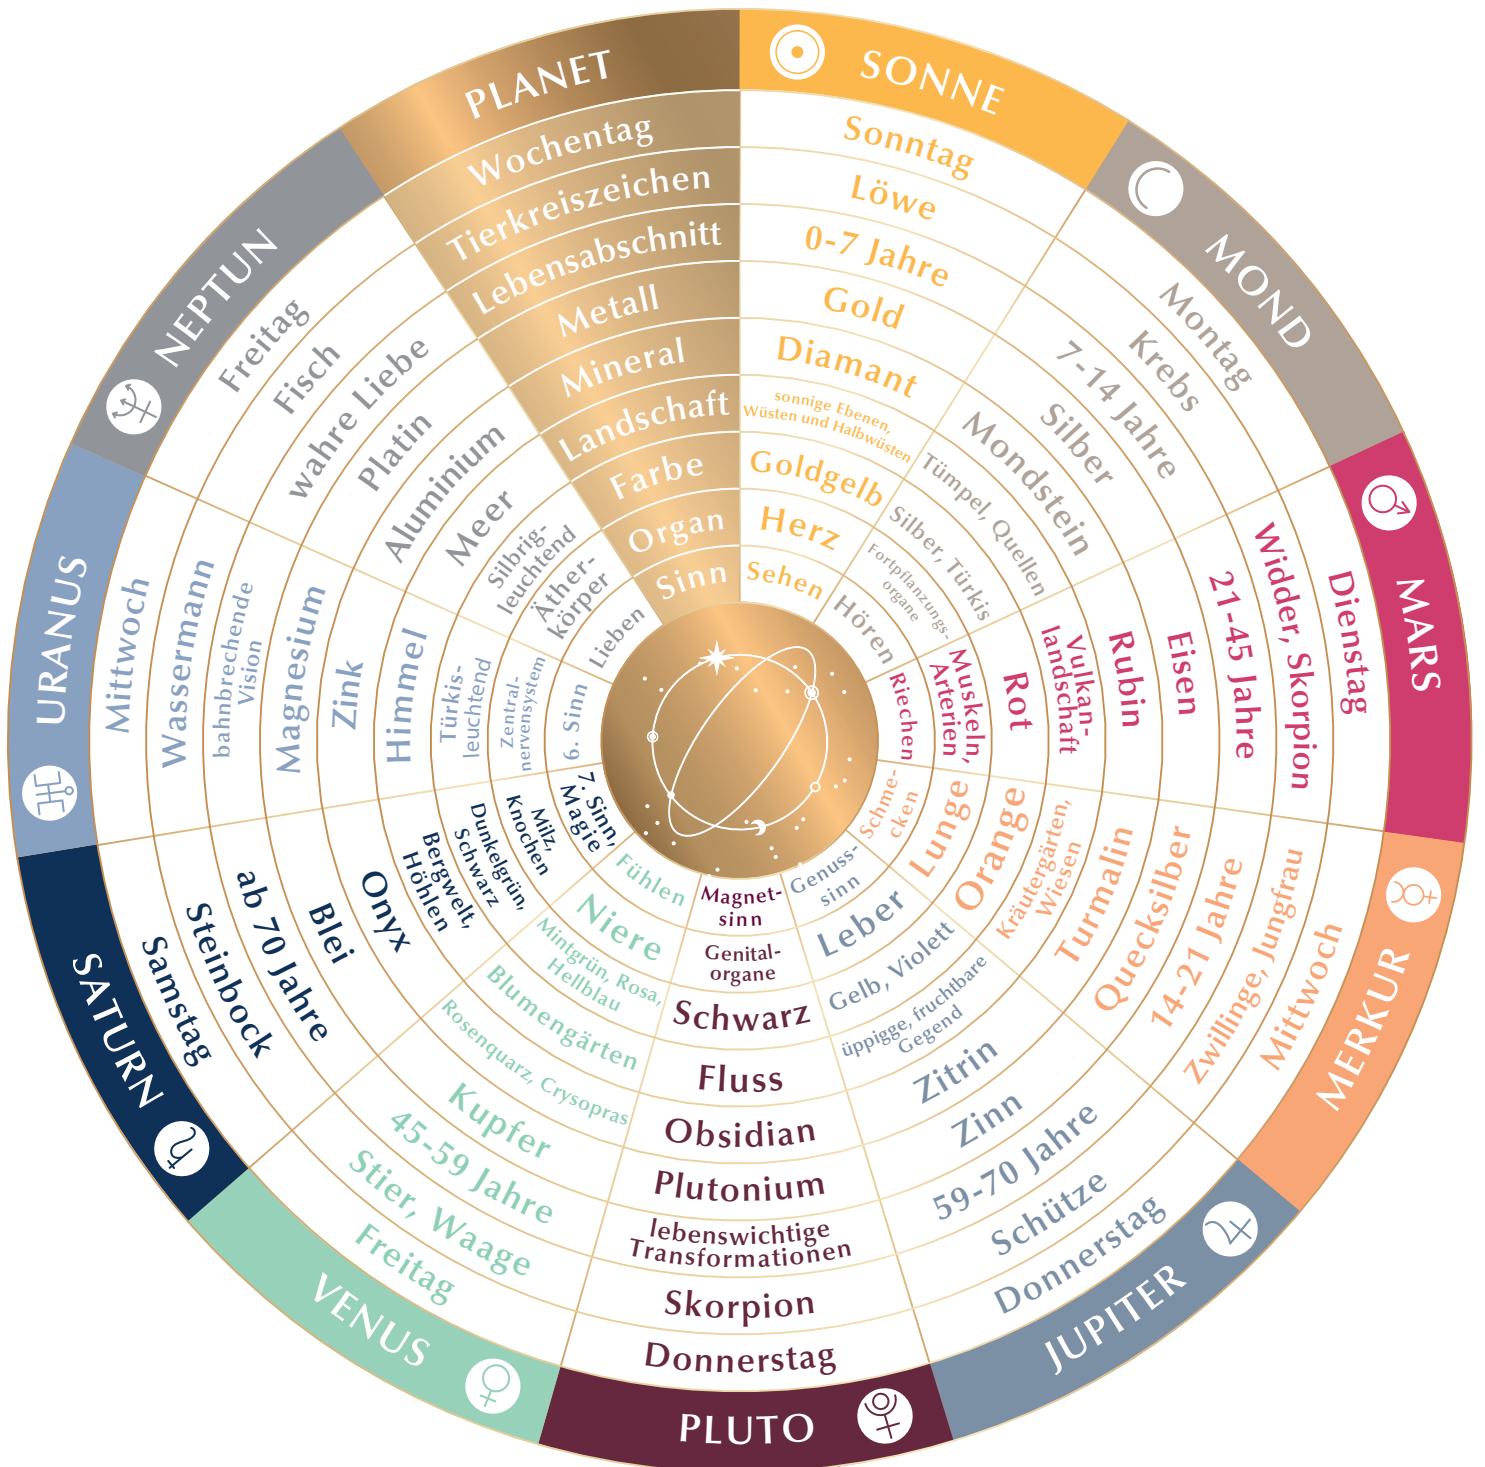 PLANET
Wochentag
Tierkreiszeichen
Lebensabschnitt
Metall
Mineral
Landschaft
Farbe
Organ
Sinn
SONNE
Sonntag
Löwe
0-7 Jahre
Gold
Diamant
sonnige Ebenen,
Wüsten und Halbwüsten
Goldgelb
Herz
Sehen
MOND
Montag
Krebs
7-14 Jahre
Silber
Mondstein
Tümpel, Quellen
Silber, Türkis
Fortpflanzungs-
organe
Hören
MARS
Dienstag
Widder, Skorpion
21-45 Jahre
Eisen
Rubin
Vulkan-
landschaft
Rot
Muskeln,
Arterien
Riechen
MERKUR
Mittwoch
Zwillinge, Jungfrau
14-21 Jahre
Quecksilber
Turmalin
Kräutergärten,
Wiesen
Orange
Lunge
Schme-
cken
JUPITER
Donnerstag
Schütze
59-70 Jahre
Zinn
Zitrin
üppigge, fruchtbare
Gegend
Gelb, Violett
Leber
Genuss-
sinn
PLUTO
Donnerstag
Skorpion
lebenswichtige
Transformationen
Plutonium
Obsidian
Fluss
Schwarz
Genital-
organe
Magnet-
sinn
VENUS
Freitag
Stier, Waage
45-59 Jahre
Kupfer
Rosenquarz, Crysopras
Blumengärten
Mintgrün, Rosa,
Hellblau
Niere
Fühlen
SATURN
Samstag
Steinbock
ab 70 Jahre
Blei
Onyx
Bergwelt,
Höhlen
Dunkelgrün,
Schwarz
Milz,
Knochen
7. Sinn,
Magie
URANUS
Mittwoch
Wassermann
bahnbrechende
Vision
Magnesium
Zink
Himmel
Türkis-
leuchtend
Zentral-
nervensystem
6. Sinn
NEPTUN
Freitag
Fisch
wahre Liebe
Platin
Aluminium
Meer
Silbrig-
leuchtend
Äther-
körper
Lieben